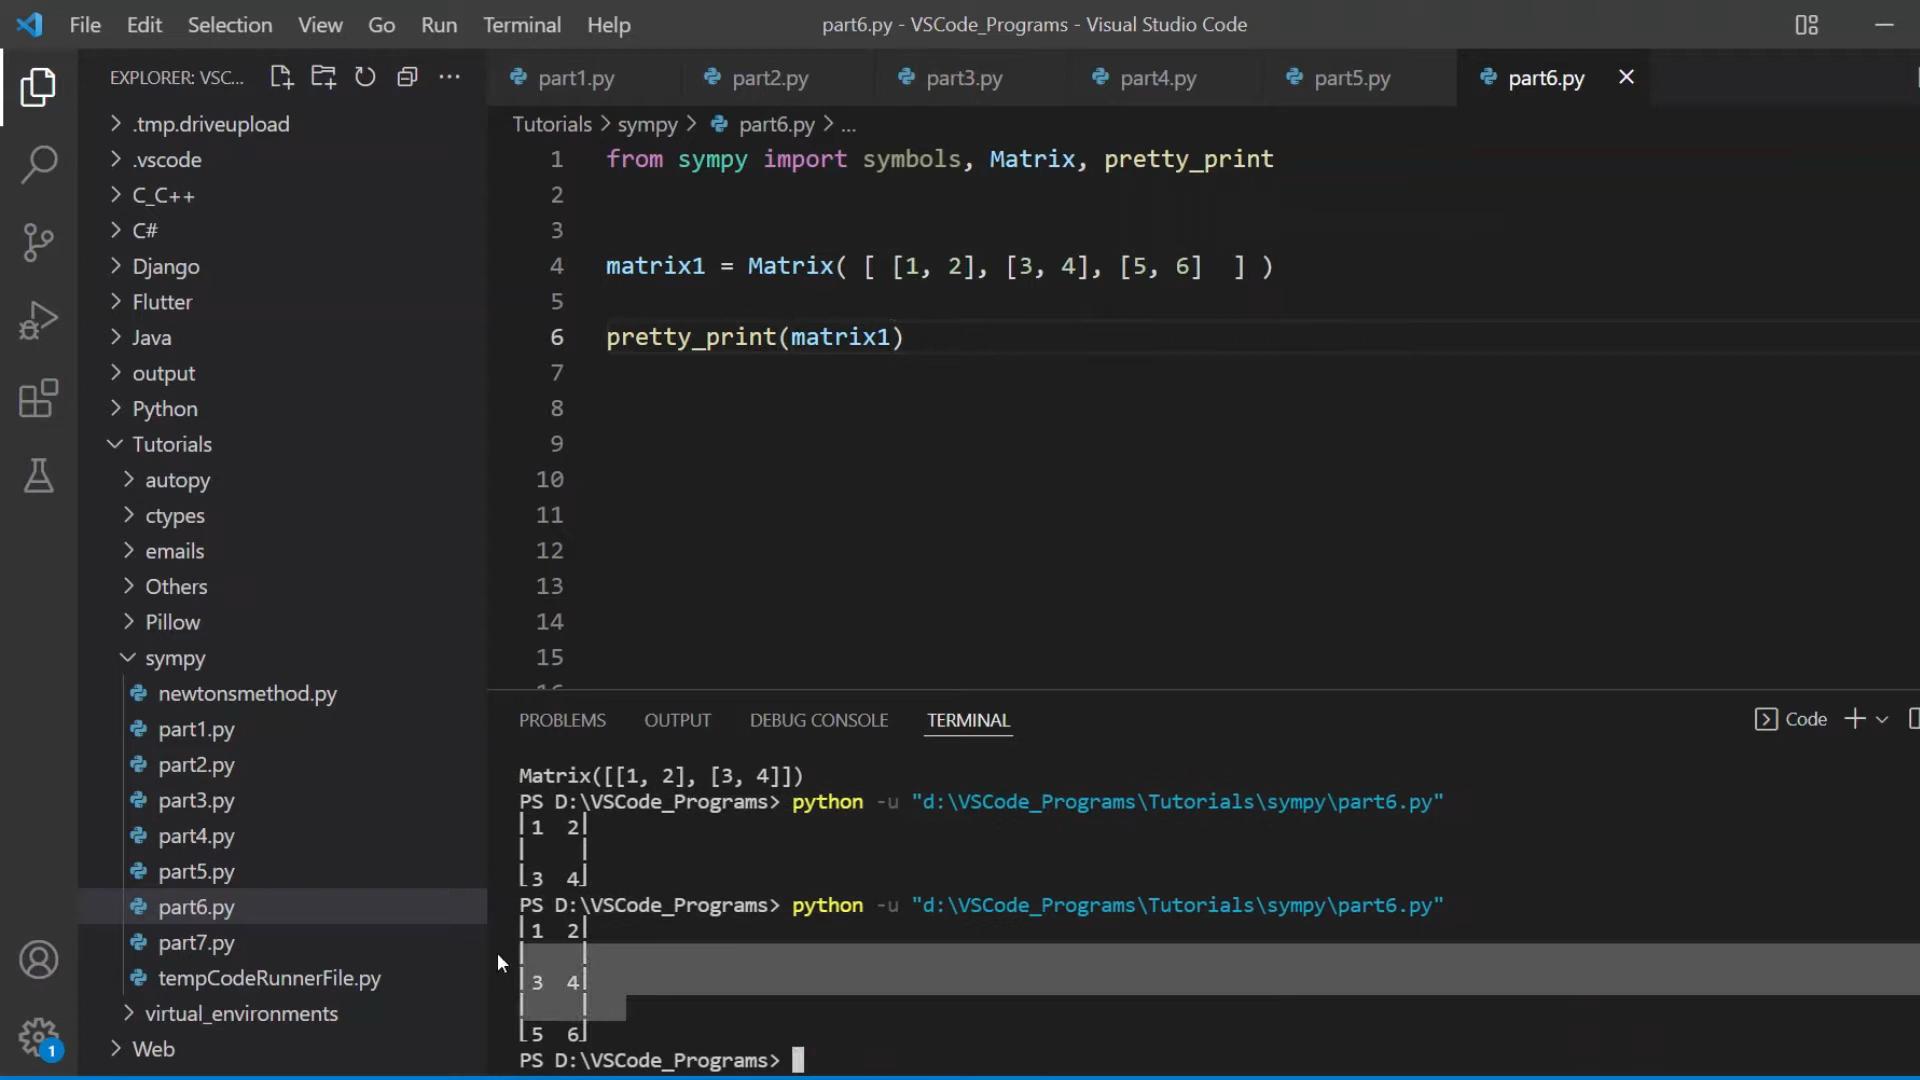 File Edit Selection View Go Run Terminal Help
part6.py - VSCode_Programs - Visual Studio Code
EXPLORER: VSC...
.tmp.driveupload
.vscode
C_C++
C#
Django
Flutter
Java
output
Python
Tutorials
autopy
ctypes
emails
Others
Pillow
sympy
newtonsmethod.py
part1.py
part2.py
part3.py
part4.py
part5.py
part6.py
part7.py
tempCodeRunnerFile.py
virtual_environments
Web
1
part1.py part2.py part3.py part4.py part5.py part6.py
Tutorials > sympy > part6.py > ...
1 from sympy import symbols, Matrix, pretty_print
2
3
4 matrix1 = Matrix( [ [1, 2], [3, 4], [5, 6]  ] )
5
6 pretty_print(matrix1)
7
8
9
10
11
12
13
14
15
PROBLEMS OUTPUT DEBUG CONSOLE TERMINAL
Code
Matrix([[1, 2], [3, 4]])
PS D:\VSCode_Programs> python -u "d:\VSCode_Programs\Tutorials\sympy\part6.py"
⎡1  2⎤
⎢    ⎥
⎣3  4⎦
PS D:\VSCode_Programs> python -u "d:\VSCode_Programs\Tutorials\sympy\part6.py"
⎡1  2⎤
⎢    ⎥
⎢3  4⎥
⎢    ⎥
⎣5  6⎦
PS D:\VSCode_Programs>